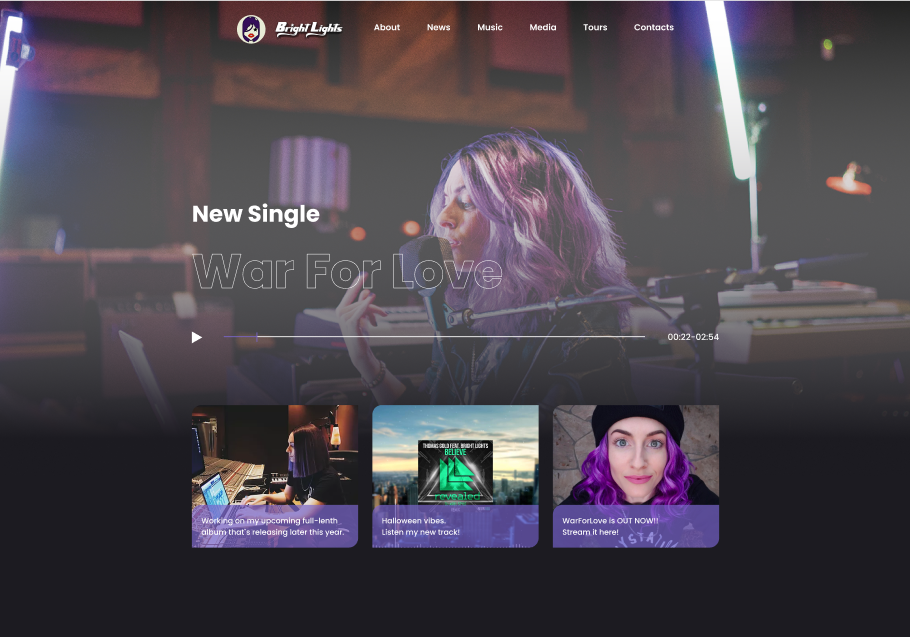 Bright Lights
About
News
Music
Media
Tours
Contacts
New Single
War For Love
00:22-02:54
THOMAS GOLD FEAT. BRIGHT LIGHTS
BELIEVE
revealed
Working on my upcoming full-lenth
album that's releasing later this year.
Halloween vibes.
Listen my new track!
WarForLove is OUT NOW!!
Stream it here!